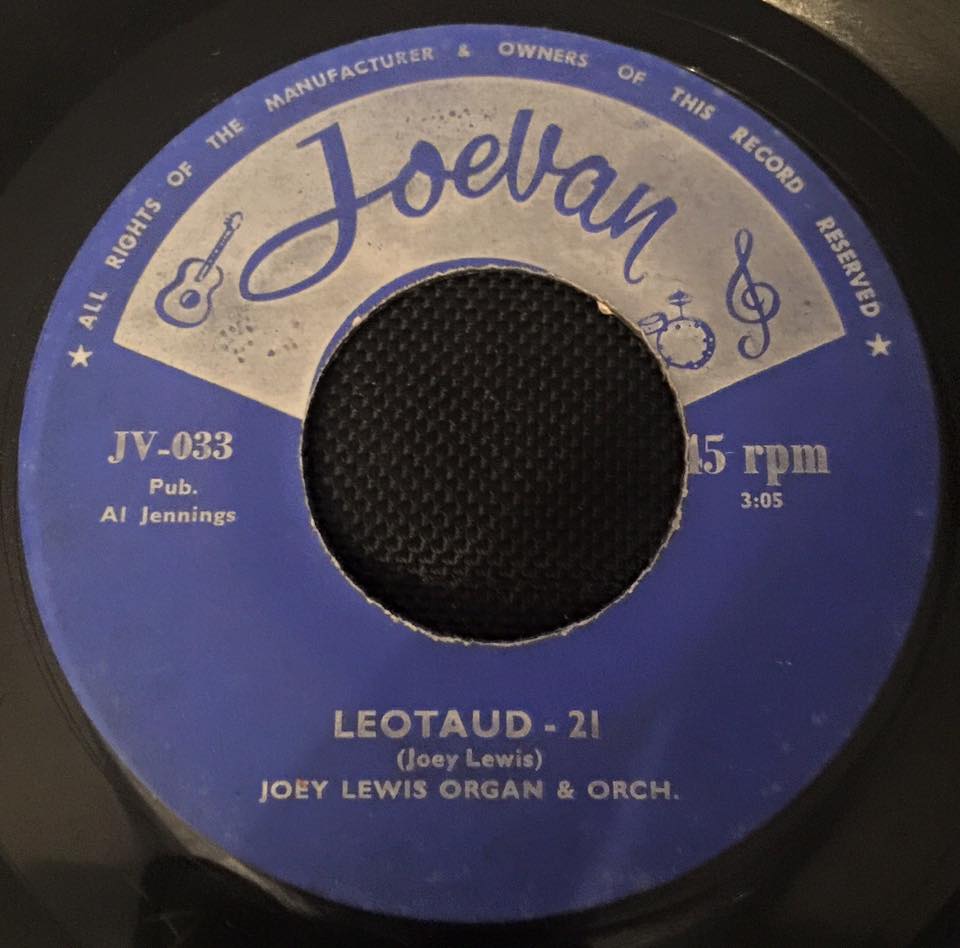 ALL RIGHTS OF THE MANUFACTURER & OWNERS OF THIS RECORD RESERVED
Joevan
JV-033
Pub.
Al Jennings
45 rpm
3:05
LEOTAUD - 21
(Joey Lewis)
JOEY LEWIS ORGAN & ORCH.